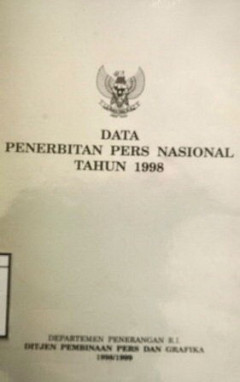 DATA
PENERBITAN PERS NASIONAL
TAHUN 1998
DEPARTEMEN PENERANGAN R.I
DITJEN PEMBINAAN PERS DAN GRAFIKA
1998/1999